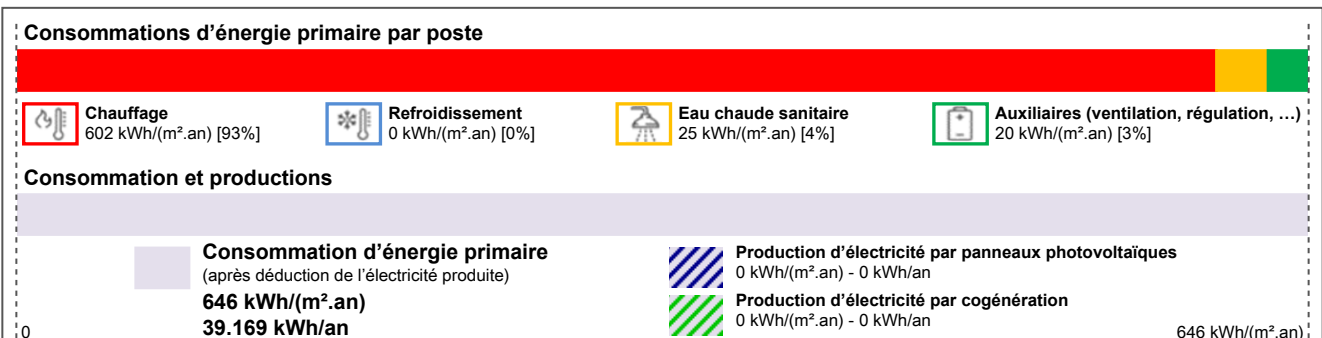 Consommations d’énergie primaire par poste
Chauffage
602 kWh/(m².an) [93%]
Refroidissement
0 kWh/(m².an) [0%]
Eau chaude sanitaire
25 kWh/(m².an) [4%]
Auxiliaires (ventilation, régulation, …)
20 kWh/(m².an) [3%]
Consommation et productions
Consommation d’énergie primaire
(après déduction de l’électricité produite)
646 kWh/(m².an)
39.169 kWh/an
Production d’électricité par panneaux photovoltaïques
0 kWh/(m².an) - 0 kWh/an
Production d’électricité par cogénération
0 kWh/(m².an) - 0 kWh/an
0
646 kWh/(m².an)